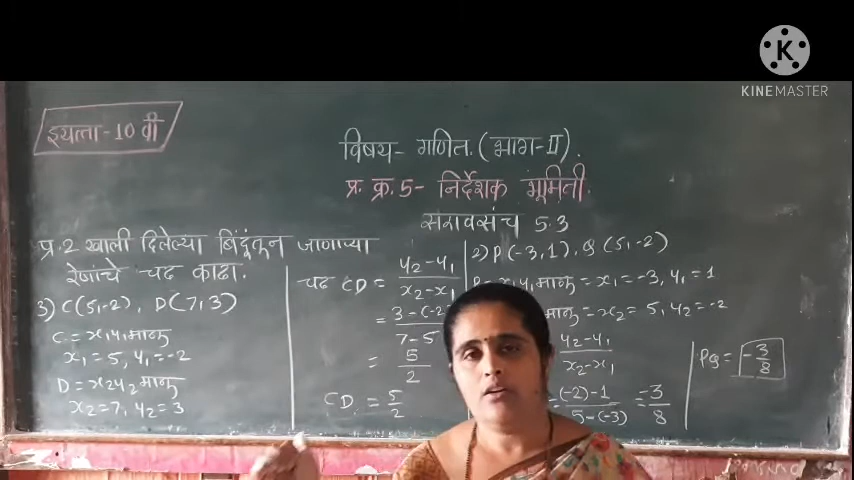 KINEMASTER
इयत्ता - 10 वी
विषय - गणित. (भाग - II).
प्र. क्र. 5 - निर्देशक भूमिती.
सरावसंच 5.3
प्र. 2 खाली दिलेल्या बिंदूंतून जाणाऱ्या
रेषांचे चढ काढा.
3) C(5,-2), D(7,3)
C = x₁y₁ मानू
x₁ = 5, y₁ = -2
D = x₂y₂ मानू
x₂ = 7, y₂ = 3
चढ CD = y₂-y₁ / x₂-x₁
= 3-(-2) / 7-5
= 5/2
CD = 5/2
2) P(-3,1), Q(5,-2)
x₁y₁ मानू = x₁ = -3, y₁ = 1
मानू = x₂ = 5, y₂ = -2
y₂-y₁ / x₂-x₁
= (-2)-1 / 5-(-3) = -3/8
PQ = -3/8